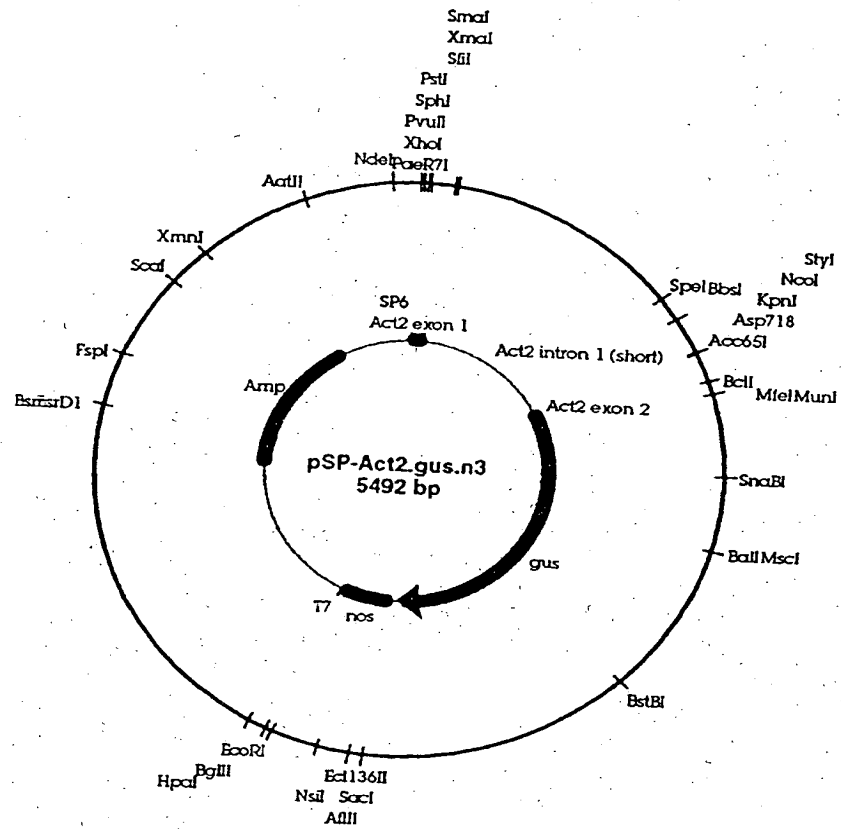 SmaI
XmaI
SfiI
PstI
SphI
PvuII
XhoI
NdeI PaeR7I
AatII
XmnI
ScaI
FspI
SpeI BbsI
StyI
NcoI
KpnI
Asp718
Acc65I
BclI
MfeI MunI
SnaBI
BalI MscI
BstBI
SP6
Act2 exon 1
Act2 intron 1 (short)
Act2 exon 2
Amp
pSP-Act2.gus.n3
5492 bp
gus
T7
nos
EcoRI
BglII
HpaI
Ecl136II
NsiI
SacI
AflII